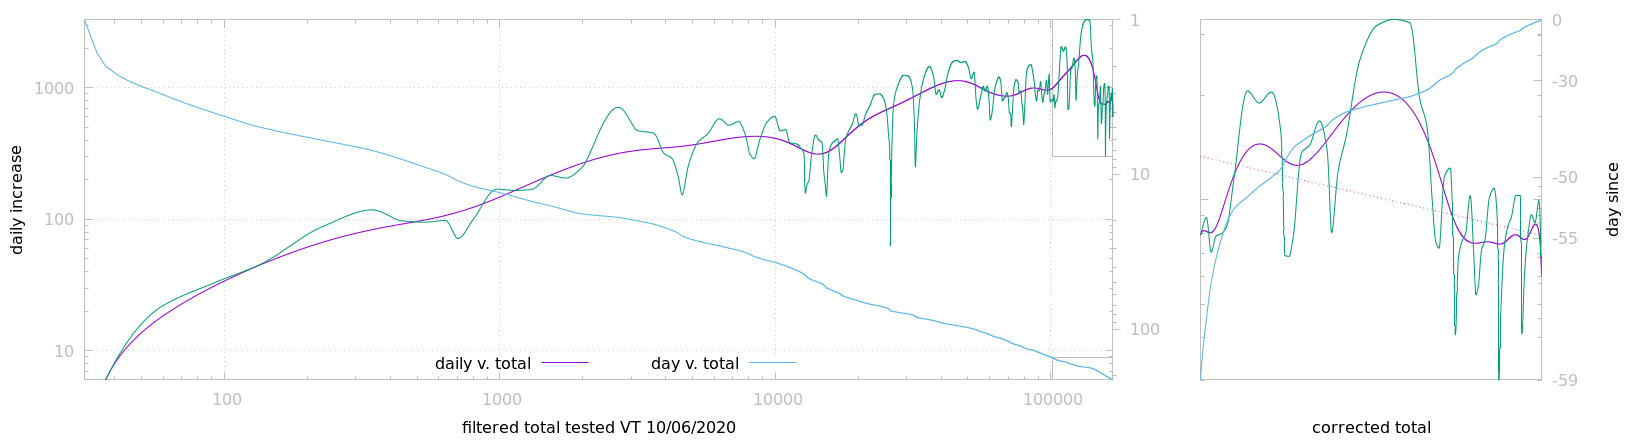 1000
100
10
daily increase
1
10
100
daily v. total
day v. total
100
1000
10000
100000
filtered total tested VT 10/06/2020
0
-30
-50
-55
-59
day since
corrected total